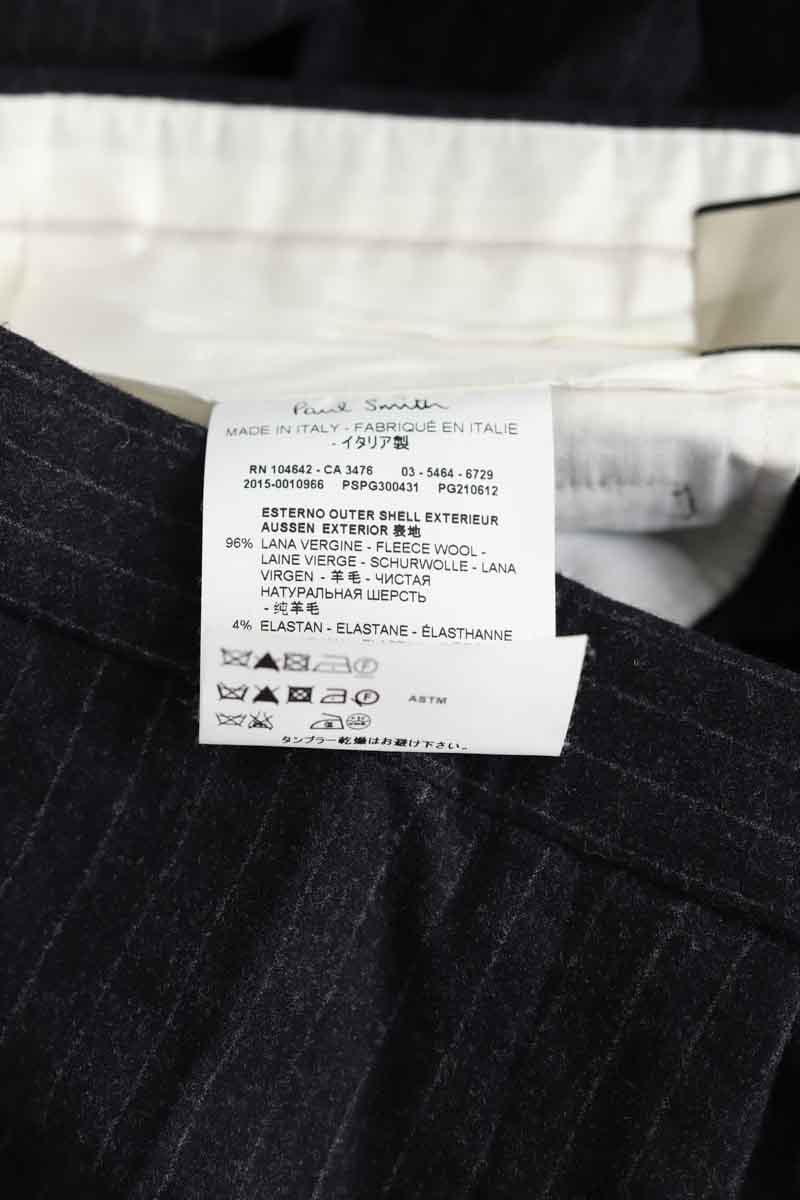 Paul Smith
MADE IN ITALY - FABRIQUÉ EN ITALIE
- イタリア製
RN 104642 - CA 3476 03 - 5464 - 6729
2015-0010966 PSPG300431 PG210612
ESTERNO OUTER SHELL EXTERIEUR
AUSSEN EXTERIOR 表地
96% LANA VERGINE - FLEECE WOOL -
LAINE VIERGE - SCHURWOLLE - LANA
VIRGEN - 羊毛 - ЧИСТАЯ
НАТУРАЛЬНАЯ ШЕРСТЬ
- 纯羊毛
4% ELASTAN - ELASTANE - ÉLASTHANNE
F
ASTM
タンブラー乾燥はお避け下さい。